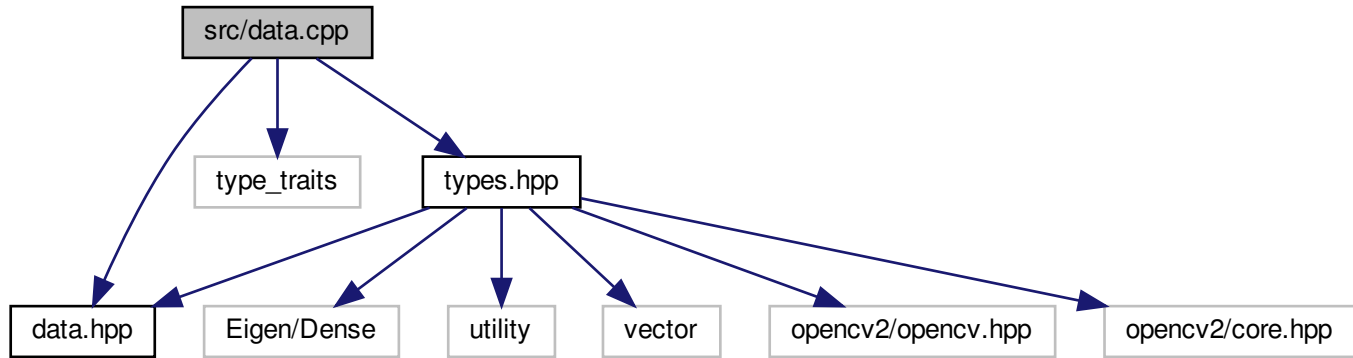 src/data.cpp
type_traits
types.hpp
data.hpp
Eigen/Dense
utility
vector
opencv2/opencv.hpp
opencv2/core.hpp